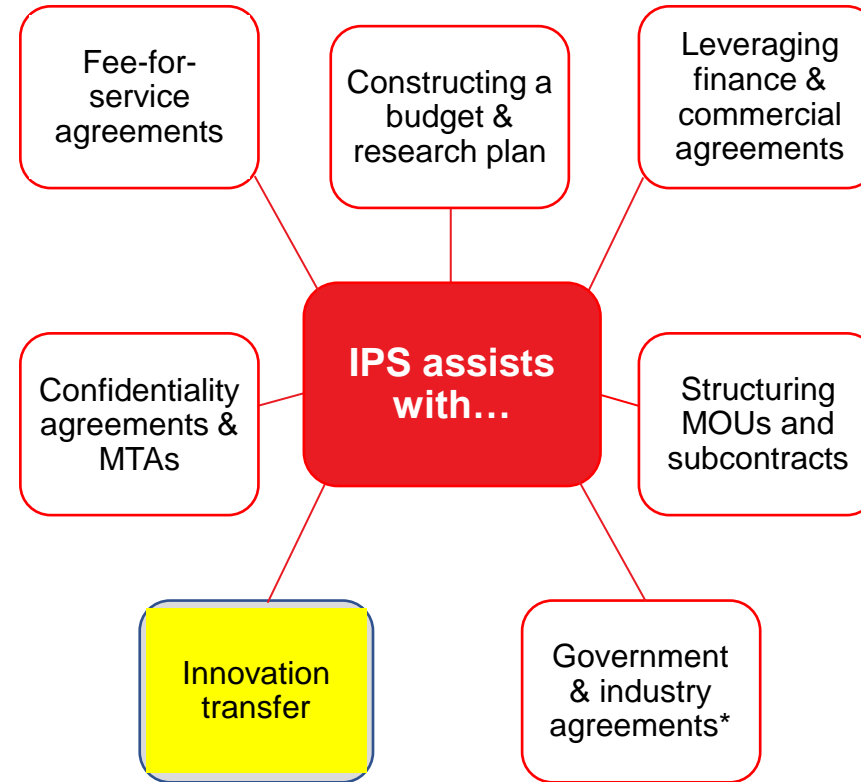 Fee-for-
service
agreements
Constructing a
budget &
research plan
Leveraging
finance &
commercial
agreements
IPS assists
with…
Confidentiality
agreements &
MTAs
Structuring
MOUs and
subcontracts
Innovation
transfer
Government
& industry
agreements*